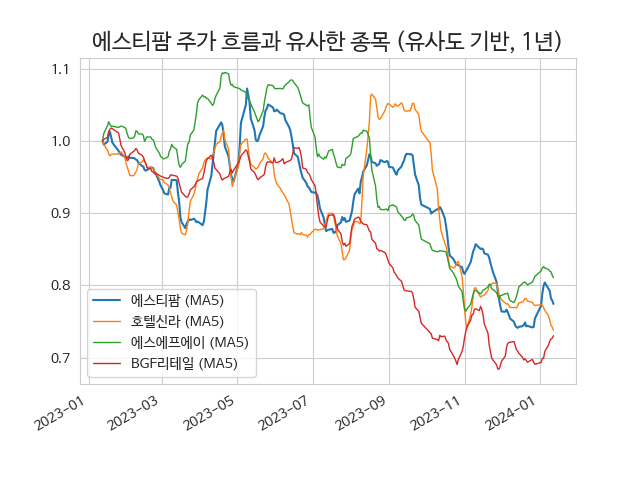 에스티팜 주가 흐름과 유사한 종목 (유사도 기반, 1년)
1.1
1.0
0.9
0.8
0.7
에스티팜 (MA5)
호텔신라 (MA5)
에스에프에이 (MA5)
BGF리테일 (MA5)
2023-01
2023-03
2023-05
2023-07
2023-09
2023-11
2024-01